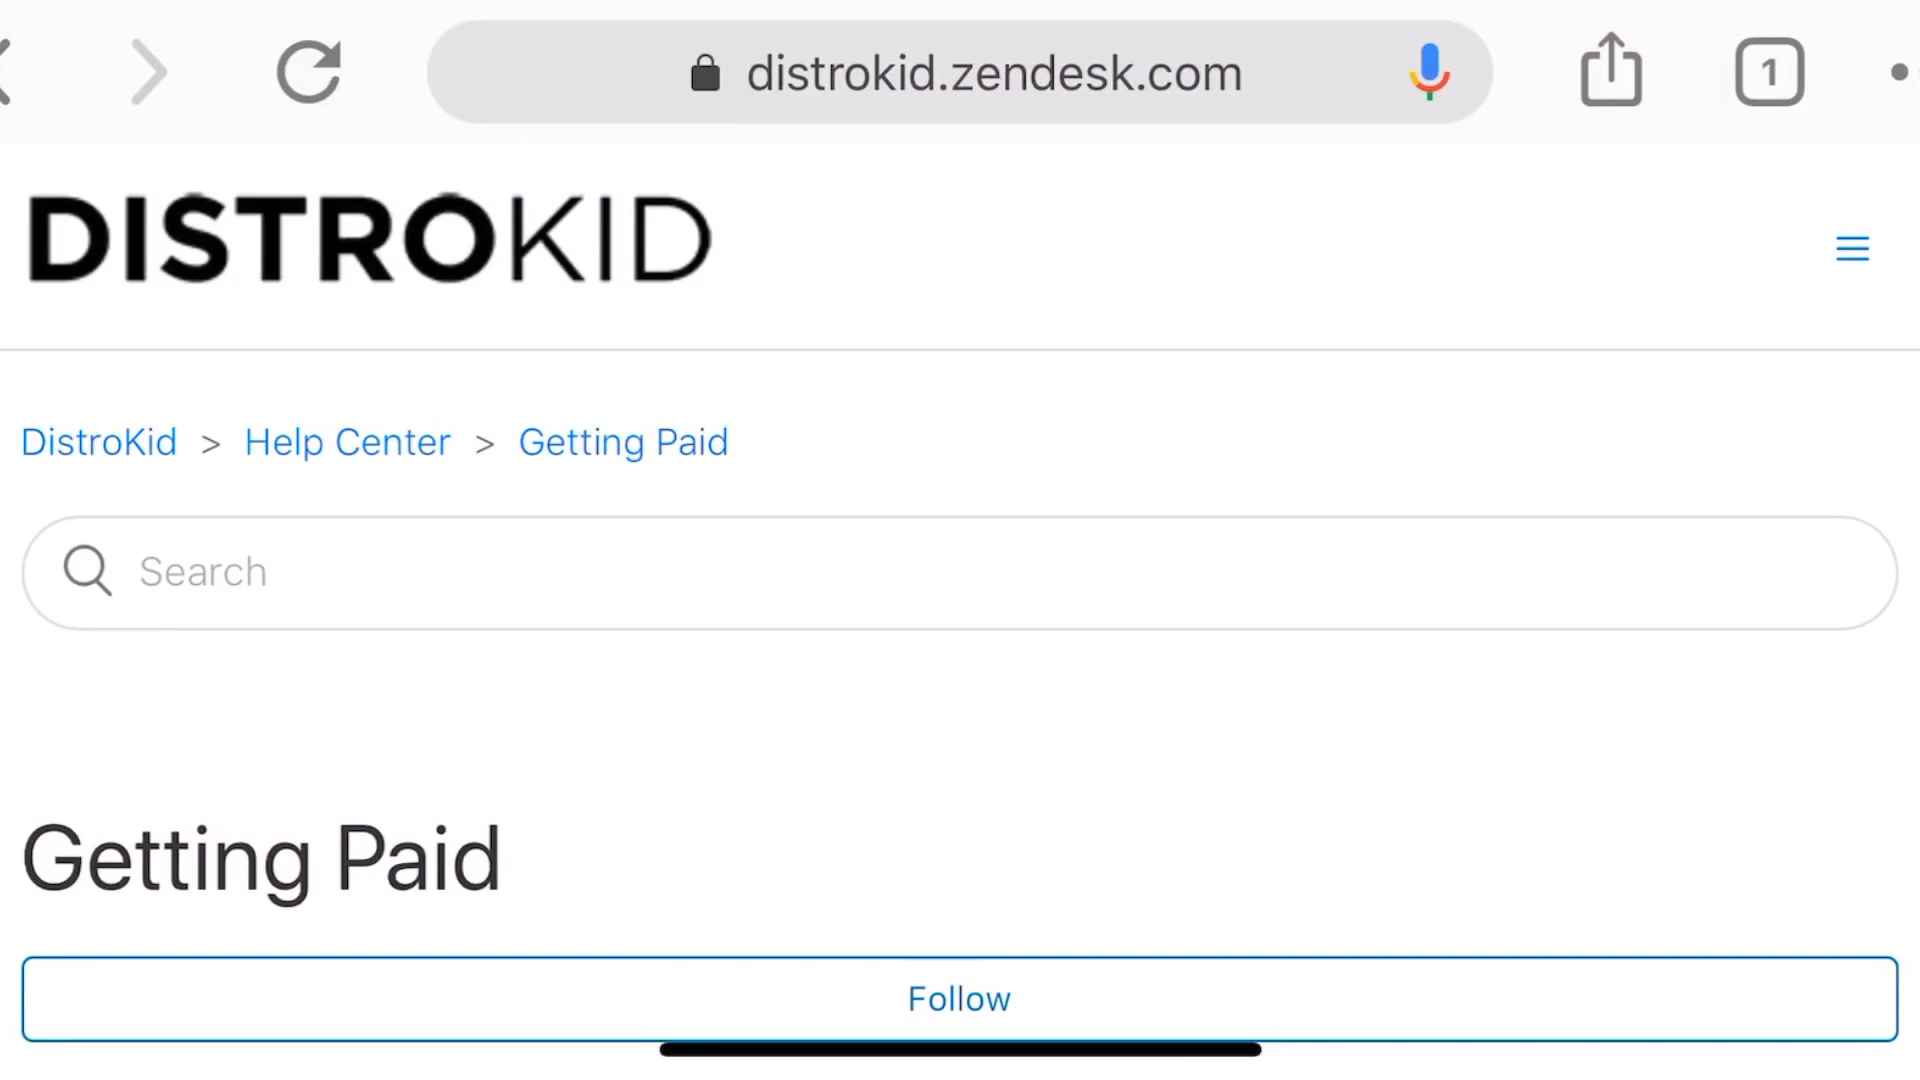 distrokid.zendesk.com
1
DISTROKID
DistroKid > Help Center > Getting Paid
Search
Getting Paid
Follow